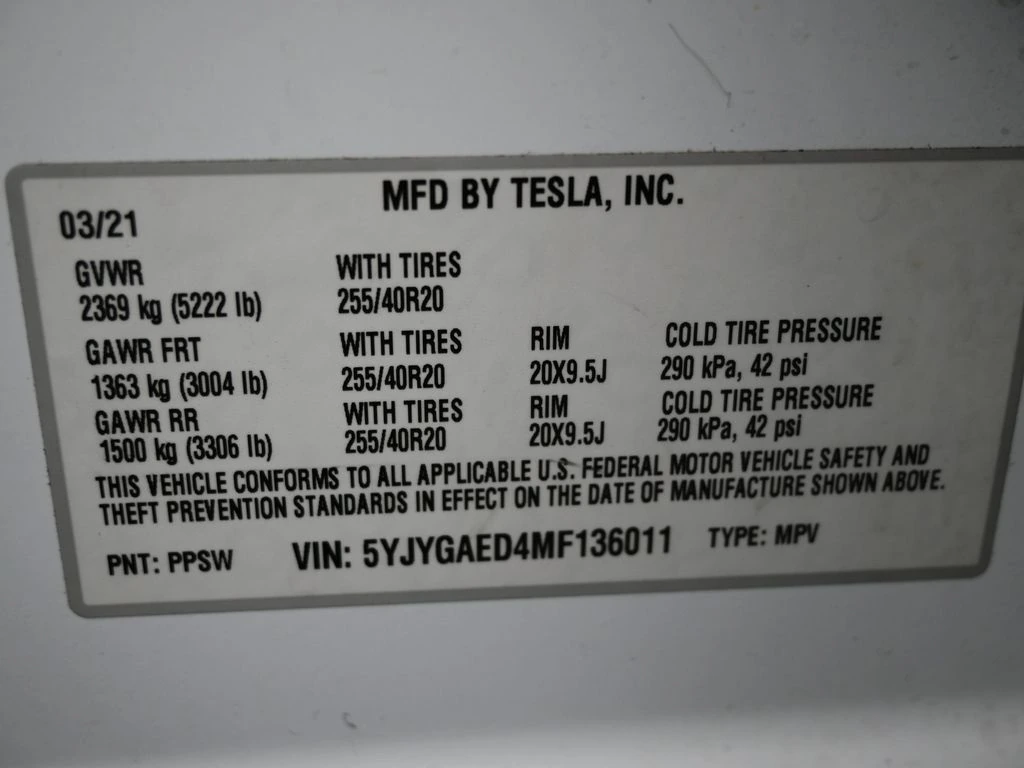 MFD BY TESLA, INC.
03/21
GVWR WITH TIRES
2369 kg (5222 lb) 255/40R20
GAWR FRT WITH TIRES RIM COLD TIRE PRESSURE
1363 kg (3004 lb) 255/40R20 20X9.5J 290 kPa, 42 psi
GAWR RR WITH TIRES RIM COLD TIRE PRESSURE
1500 kg (3306 lb) 255/40R20 20X9.5J 290 kPa, 42 psi
THIS VEHICLE CONFORMS TO ALL APPLICABLE U.S. FEDERAL MOTOR VEHICLE SAFETY AND
THEFT PREVENTION STANDARDS IN EFFECT ON THE DATE OF MANUFACTURE SHOWN ABOVE.
PNT: PPSW VIN: 5YJYGAED4MF136011 TYPE: MPV